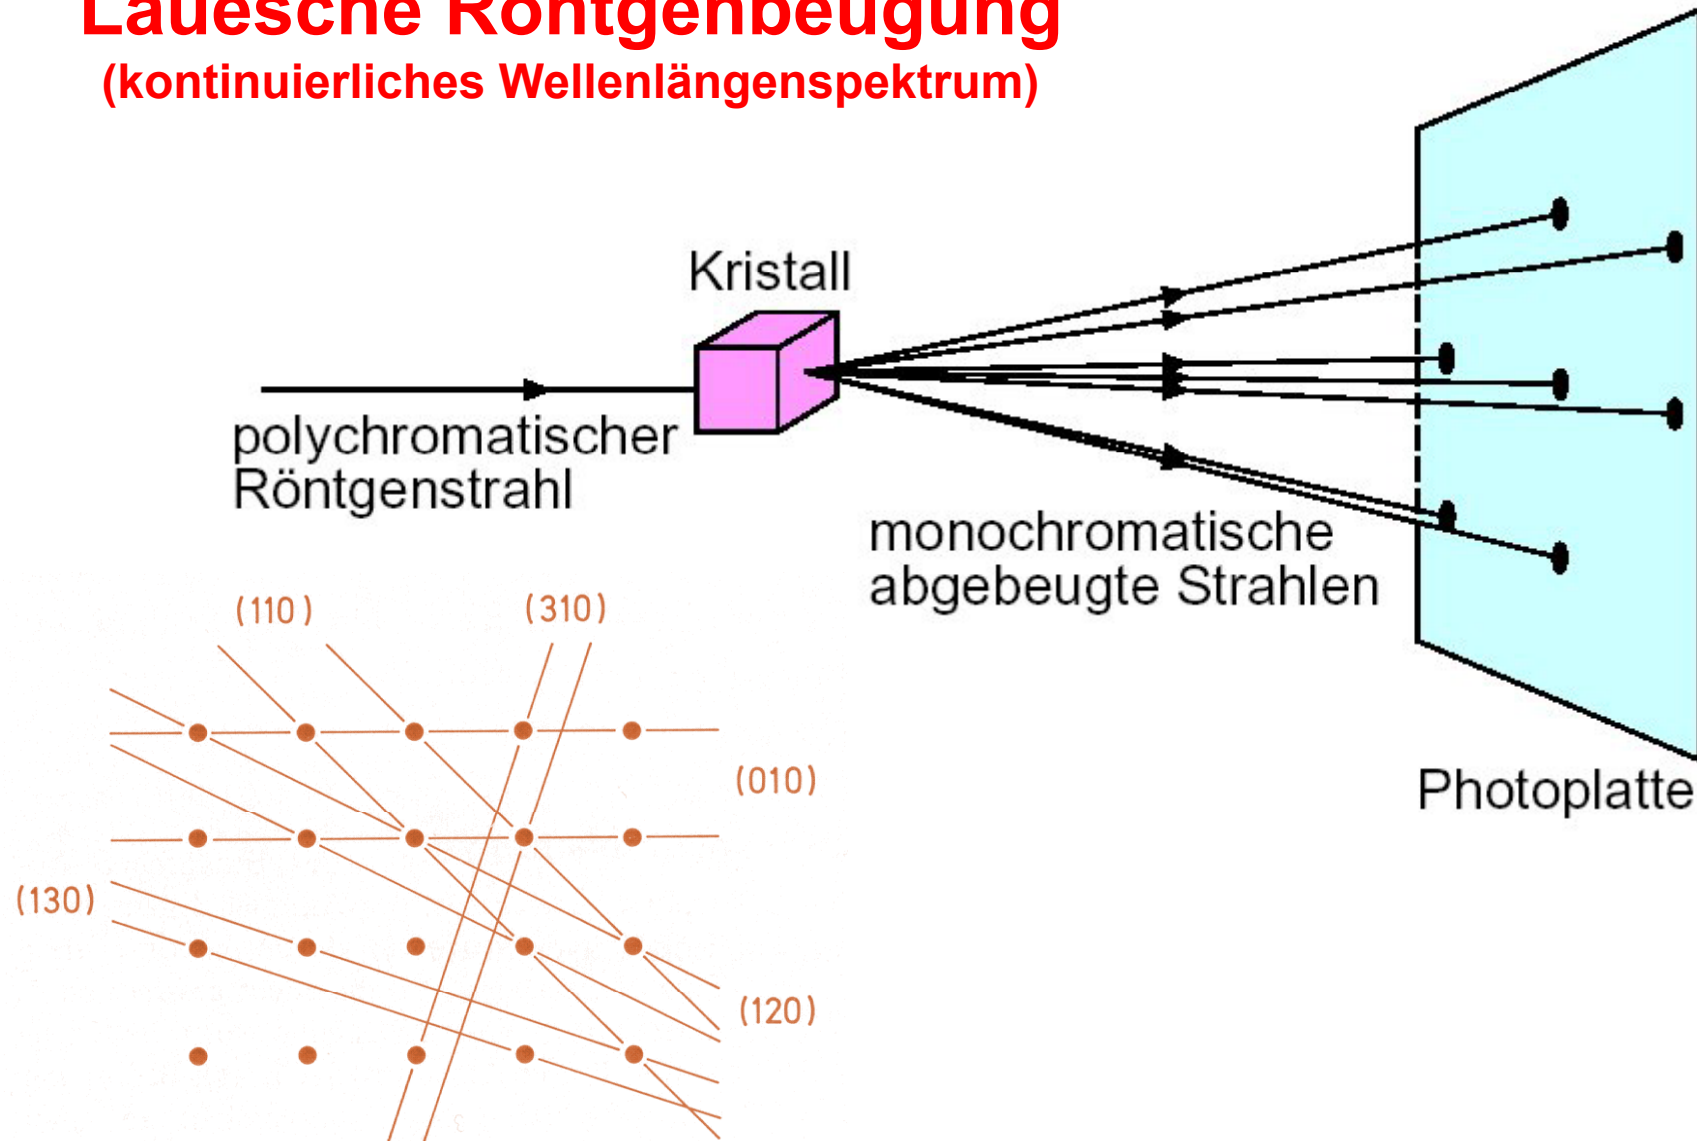 Lauesche Röntgenbeugung
(kontinuierliches Wellenlängenspektrum)
Kristall
polychromatischer
Röntgenstrahl
monochromatische
abgebeugte Strahlen
Photoplatte
(110)
(310)
(010)
(130)
(120)